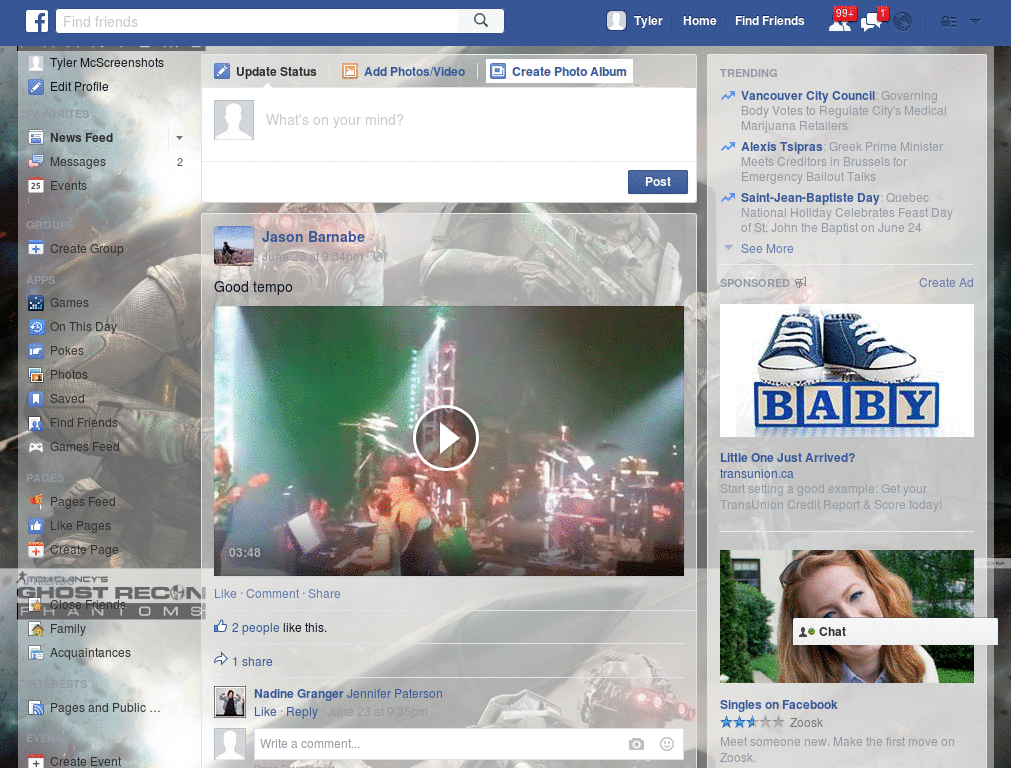 Find friends
Tyler
Home
Find Friends
99+
1
P H A N T O M S
Tyler McScreenshots
Edit Profile
FAVORITES
News Feed
Messages
2
25
Events
GROUPS
Create Group
APPS
Games
On This Day
Pokes
Photos
Saved
Find Friends
Games Feed
PAGES
Pages Feed
Like Pages
Create Page
FRIENDS
TOM CLANCY'S
GHOST RECON
P H A N T O M S
Close Friends
Family
Acquaintances
INTERESTS
Pages and Public ...
Create Event
Update Status
Add Photos/Video
Create Photo Album
What's on your mind?
Post
Jason Barnabe
June 23 at 9:34pm ·
Good tempo
03:48
Like · Comment · Share
2 people like this.
1 share
Nadine Granger Jennifer Paterson
Like · Reply · June 23 at 9:35pm
Write a comment...
TRENDING
Vancouver City Council: Governing
Body Votes to Regulate City's Medical
Marijuana Retailers
Alexis Tsipras: Greek Prime Minister
Meets Creditors in Brussels for
Emergency Bailout Talks
Saint-Jean-Baptiste Day: Quebec
National Holiday Celebrates Feast Day
of St. John the Baptist on June 24
See More
SPONSORED
Create Ad
BABY
Little One Just Arrived?
transunion.ca
Start setting a good example: Get your
TransUnion Credit Report & Score today!
Chat
Singles on Facebook
Zoosk
Meet someone new. Make the first move on
Zoosk.